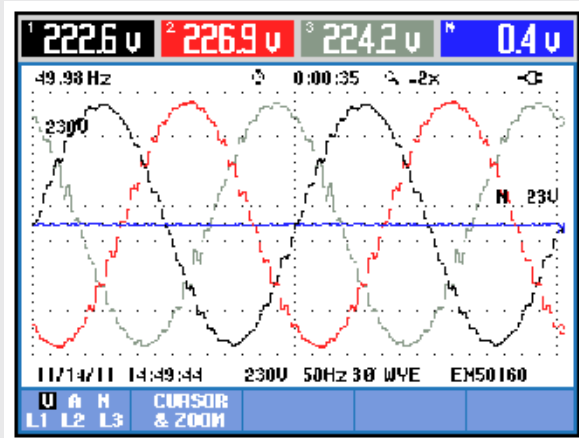 1 222.6 V 2 226.9 V 3 224.2 V N 0.4 V
49.98 Hz 0:00:35 -2x
230V
N 23V
11/14/11 14:49:44 230V 50Hz 3Ø WYE EN50160
U A N CURSOR
L1 L2 L3 & ZOOM